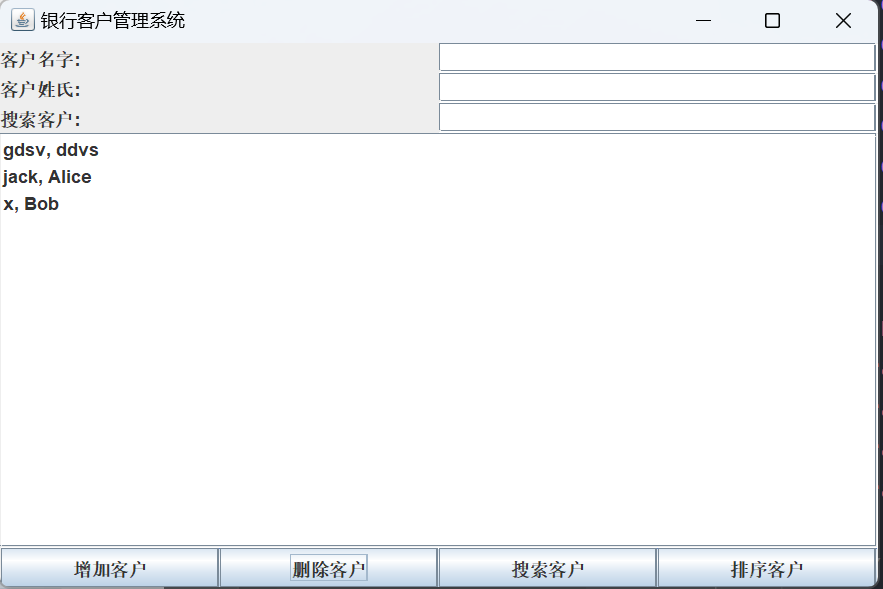 银行客户管理系统
客户名字:
客户姓氏:
搜索客户:
gdsv, ddvs
jack, Alice
x, Bob
增加客户 删除客户 搜索客户 排序客户